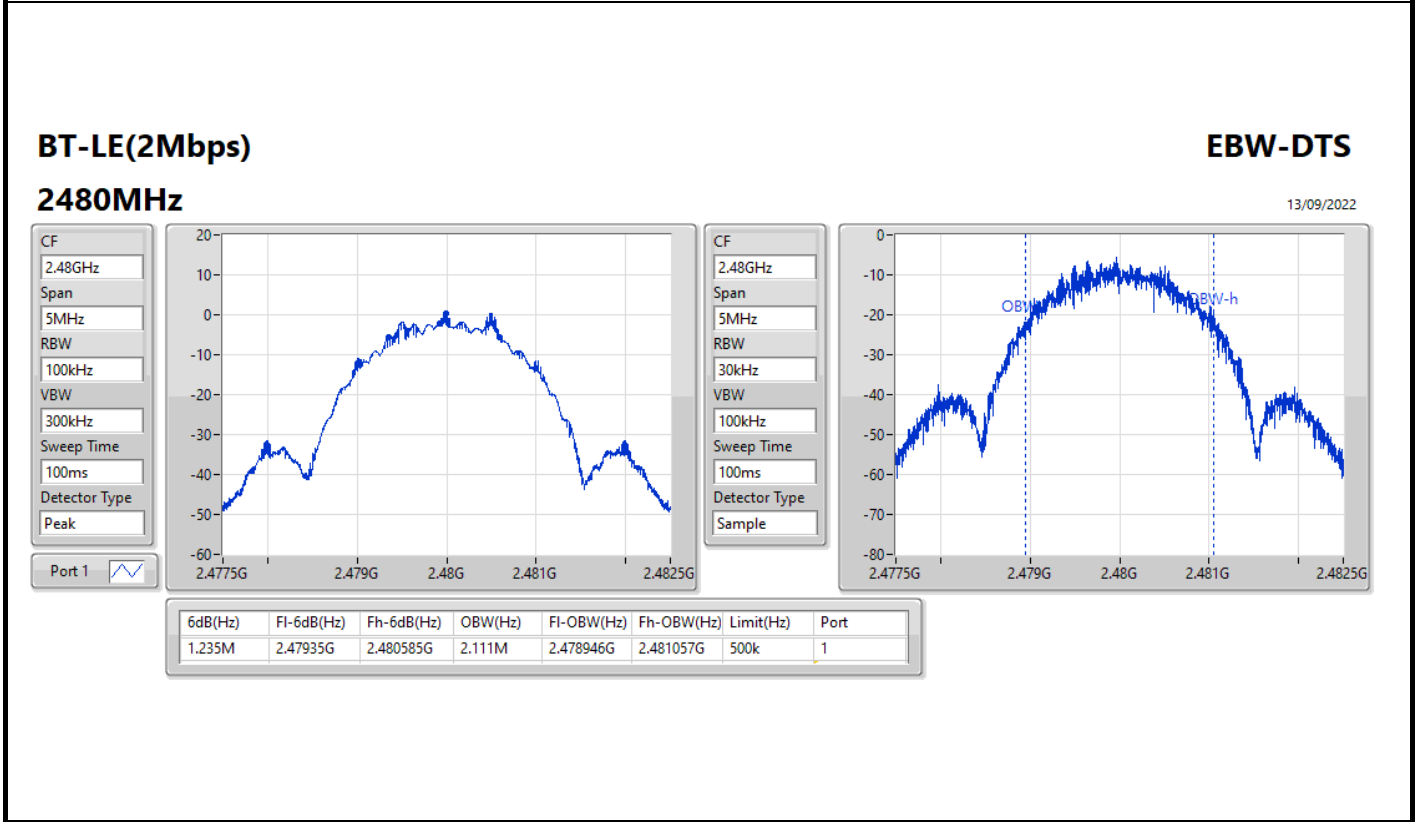 BT-LE(2Mbps)
EBW-DTS
2480MHz
13/09/2022
CF
2.48GHz
Span
5MHz
RBW
100kHz
VBW
300kHz
Sweep Time
100ms
Detector Type
Peak
Port 1
20
10
0
-10
-20
-30
-40
-50
-60
2.4775G 2.479G 2.48G 2.481G 2.4825G
CF
2.48GHz
Span
5MHz
RBW
30kHz
VBW
100kHz
Sweep Time
100ms
Detector Type
Sample
0
-10
-20
-30
-40
-50
-60
-70
-80
OBW-h
2.4775G 2.479G 2.48G 2.481G 2.4825G
6dB(Hz) Fl-6dB(Hz) Fh-6dB(Hz) OBW(Hz) Fl-OBW(Hz) Fh-OBW(Hz) Limit(Hz) Port
1.235M 2.47935G 2.480585G 2.111M 2.478946G 2.481057G 500k 1